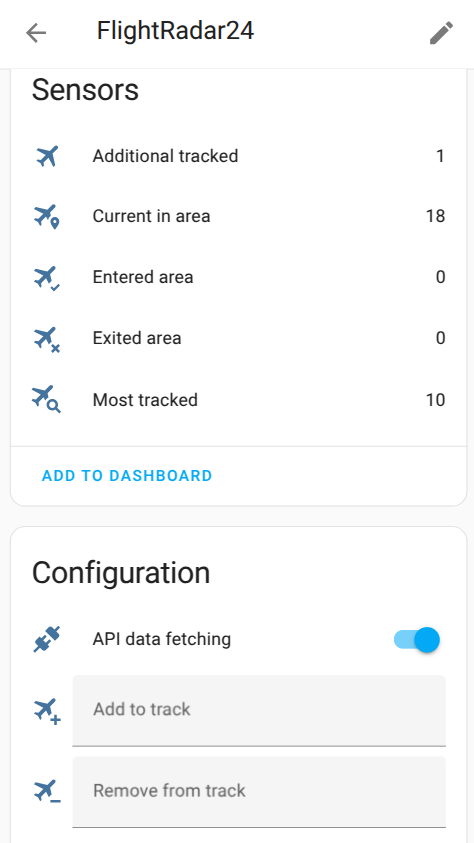 FlightRadar24
Sensors
Additional tracked 1
Current in area 18
Entered area 0
Exited area 0
Most tracked 10
ADD TO DASHBOARD
Configuration
API data fetching
Add to track
Remove from track